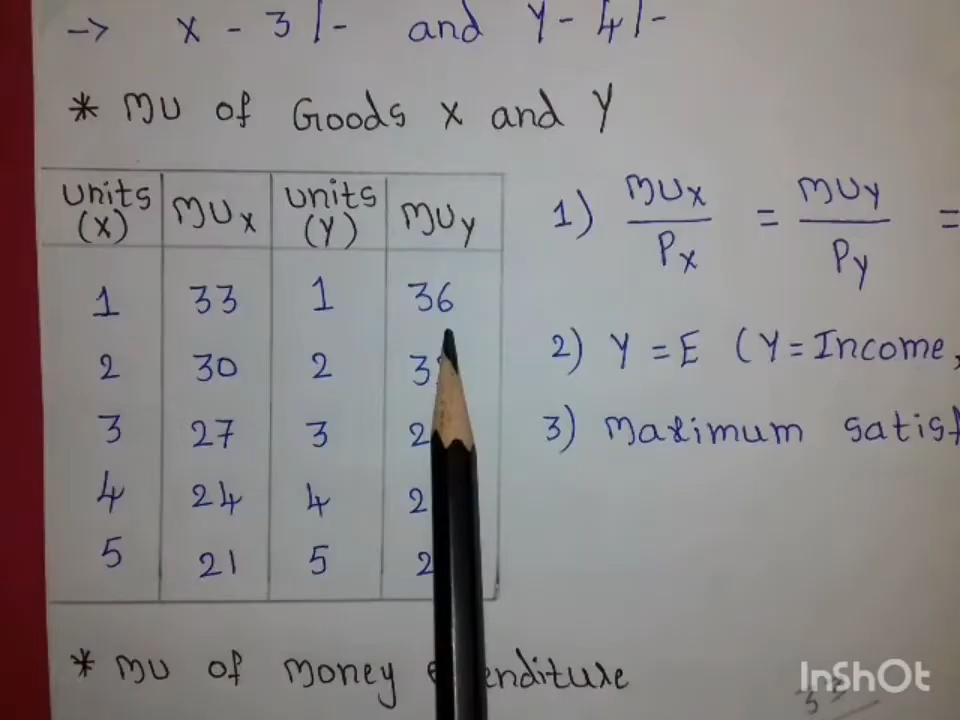 -> X - 3/- and Y - 4/-
* MU of Goods X and Y
units (X) MUx units (Y) MUy
1 33 1 36
2 30 2
3 27 3
4 24 4
5 21 5
1) MUx/Px = MUy/Py =
2) Y = E (Y = Income,
3) Maximum
* MU of Money
InShOt